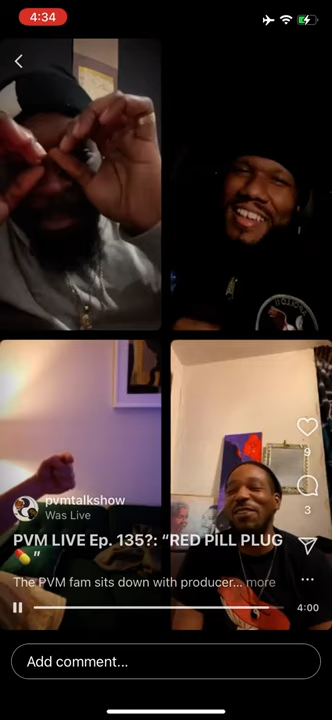 4:34
pvmtalkshow
Was Live
9
3
PVM LIVE Ep. 135?: “RED PILL PLUG
💊”
The PVM fam sits down with producer... more
4:00
Add comment...